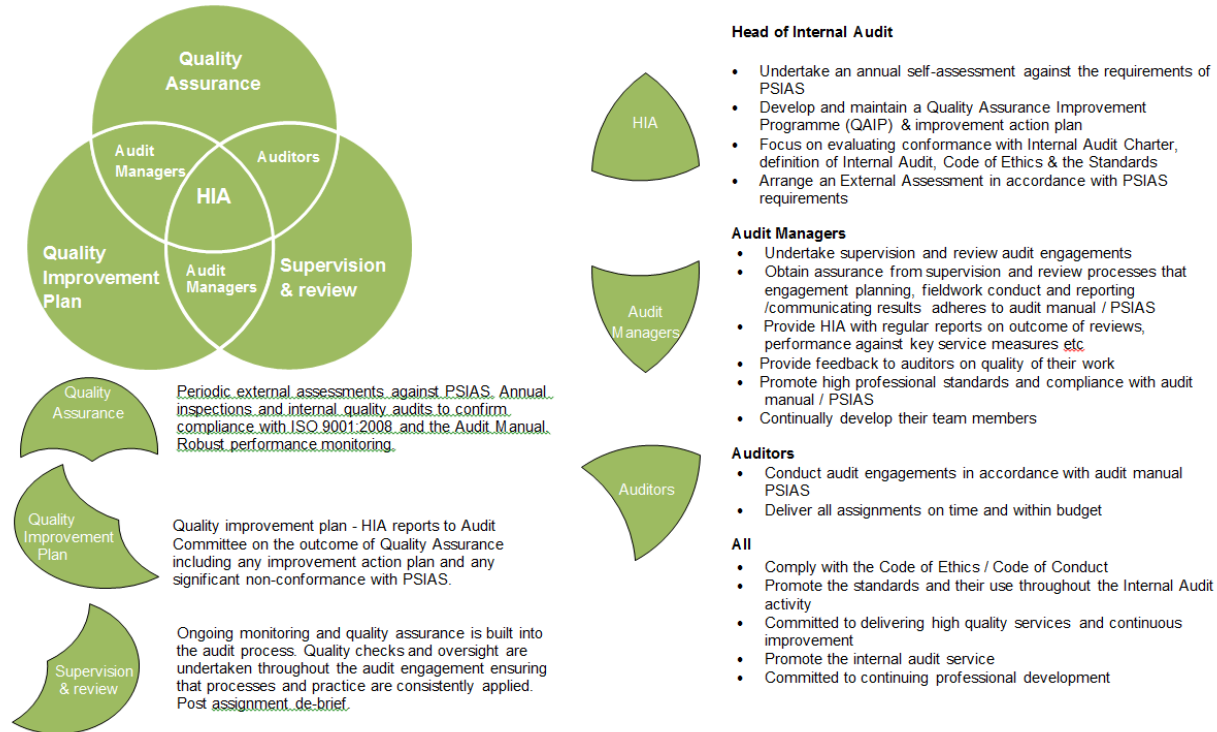 Quality
Assurance
Audit
Managers
Auditors
HIA
Quality
Improvement
Plan
Audit
Managers
Supervision
& review
Quality
Assurance
Periodic external assessments against PSIAS. Annual
inspections and internal quality audits to confirm
compliance with ISO 9001:2008 and the Audit Manual.
Robust performance monitoring.
Quality
Improvement
Plan
Quality improvement plan - HIA reports to Audit
Committee on the outcome of Quality Assurance
including any improvement action plan and any
significant non-conformance with PSIAS.
Supervision
& review
Ongoing monitoring and quality assurance is built into
the audit process. Quality checks and oversight are
undertaken throughout the audit engagement ensuring
that processes and practice are consistently applied.
Post assignment de-brief.
HIA
Head of Internal Audit
• Undertake an annual self-assessment against the requirements of
PSIAS
• Develop and maintain a Quality Assurance Improvement
Programme (QAIP) & improvement action plan
• Focus on evaluating conformance with Internal Audit Charter,
definition of Internal Audit, Code of Ethics & the Standards
• Arrange an External Assessment in accordance with PSIAS
requirements
Audit
Managers
Audit Managers
• Undertake supervision and review audit engagements
• Obtain assurance from supervision and review processes that
engagement planning, fieldwork conduct and reporting
/communicating results adheres to audit manual / PSIAS
• Provide HIA with regular reports on outcome of reviews,
performance against key service measures etc
• Provide feedback to auditors on quality of their work
• Promote high professional standards and compliance with audit
manual / PSIAS
• Continually develop their team members
Auditors
Auditors
• Conduct audit engagements in accordance with audit manual
PSIAS
• Deliver all assignments on time and within budget
All
• Comply with the Code of Ethics / Code of Conduct
• Promote the standards and their use throughout the Internal Audit
activity
• Committed to delivering high quality services and continuous
improvement
• Promote the internal audit service
• Committed to continuing professional development